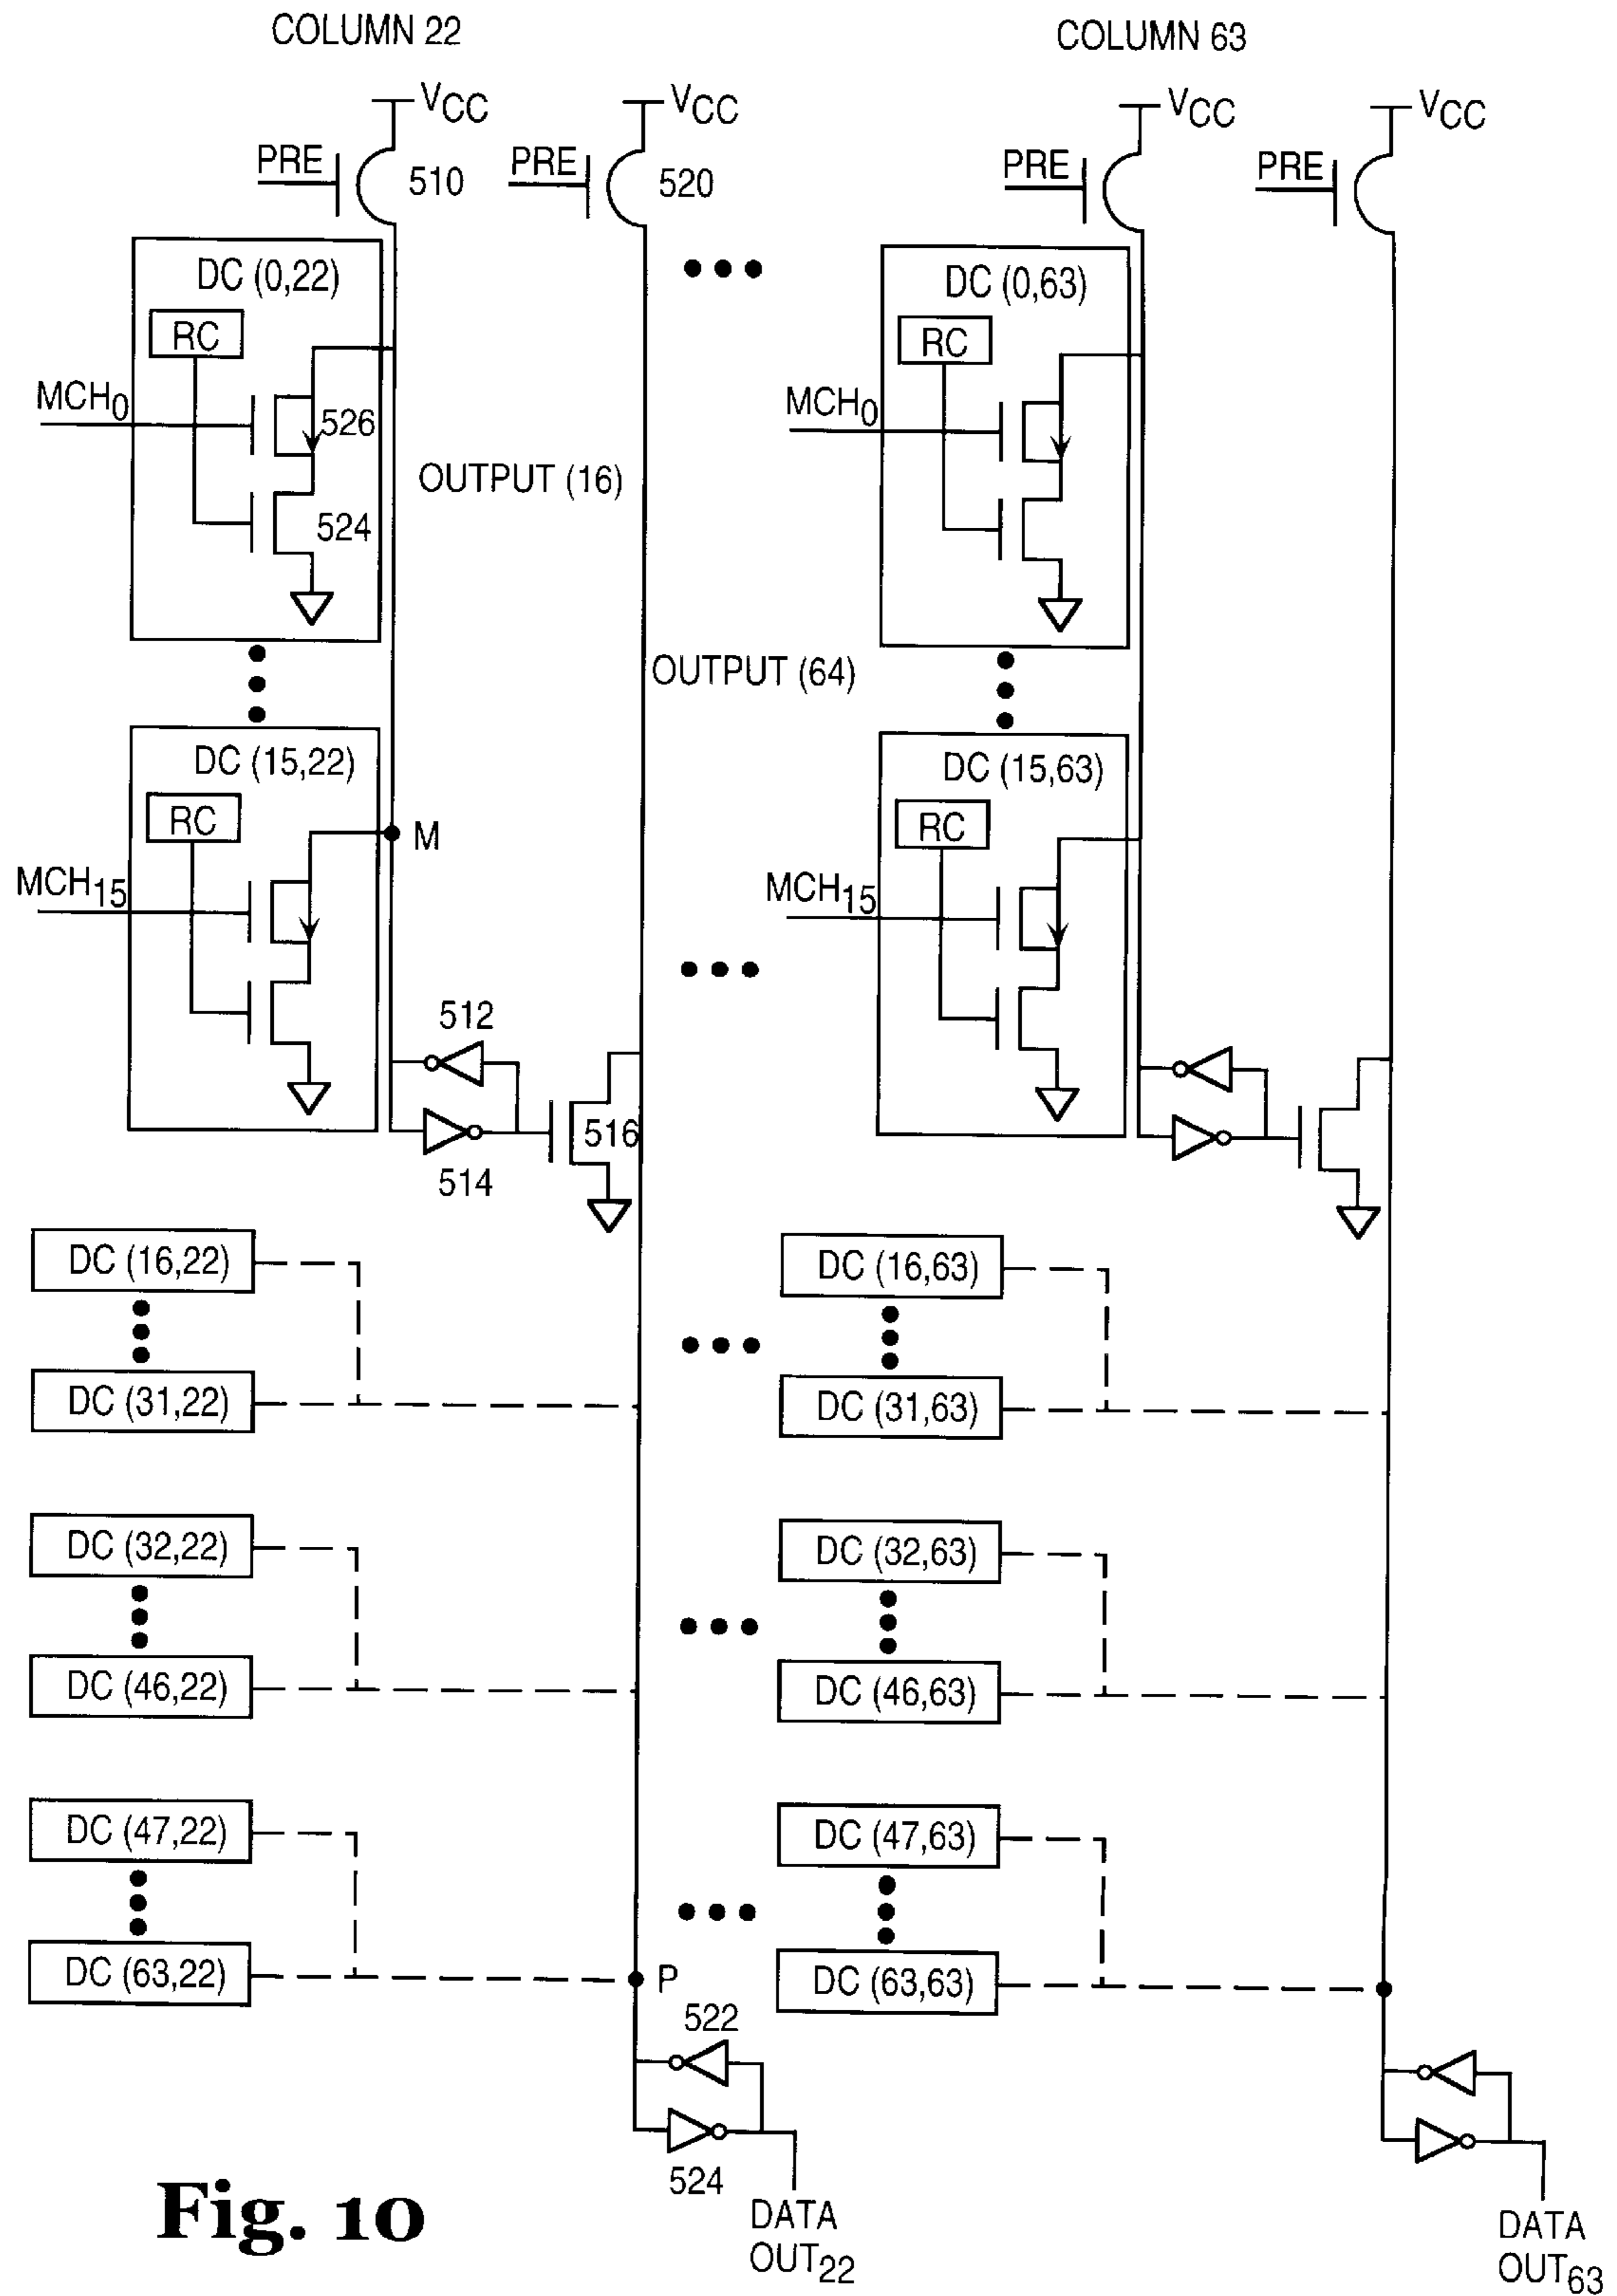 COLUMN 22
COLUMN 63
VCC
VCC
VCC
VCC
PRE
510
PRE
520
PRE
PRE
DC (0,22)
RC
MCH0
526
524
OUTPUT (16)
DC (0,63)
RC
MCH0
OUTPUT (64)
DC (15,22)
RC
M
MCH15
DC (15,63)
RC
MCH15
512
516
514
DC (16,22)
DC (16,63)
DC (31,22)
DC (31,63)
DC (32,22)
DC (32,63)
DC (46,22)
DC (46,63)
DC (47,22)
DC (47,63)
DC (63,22)
P
DC (63,63)
522
524
DATA
OUT22
DATA
OUT63
Fig. 10